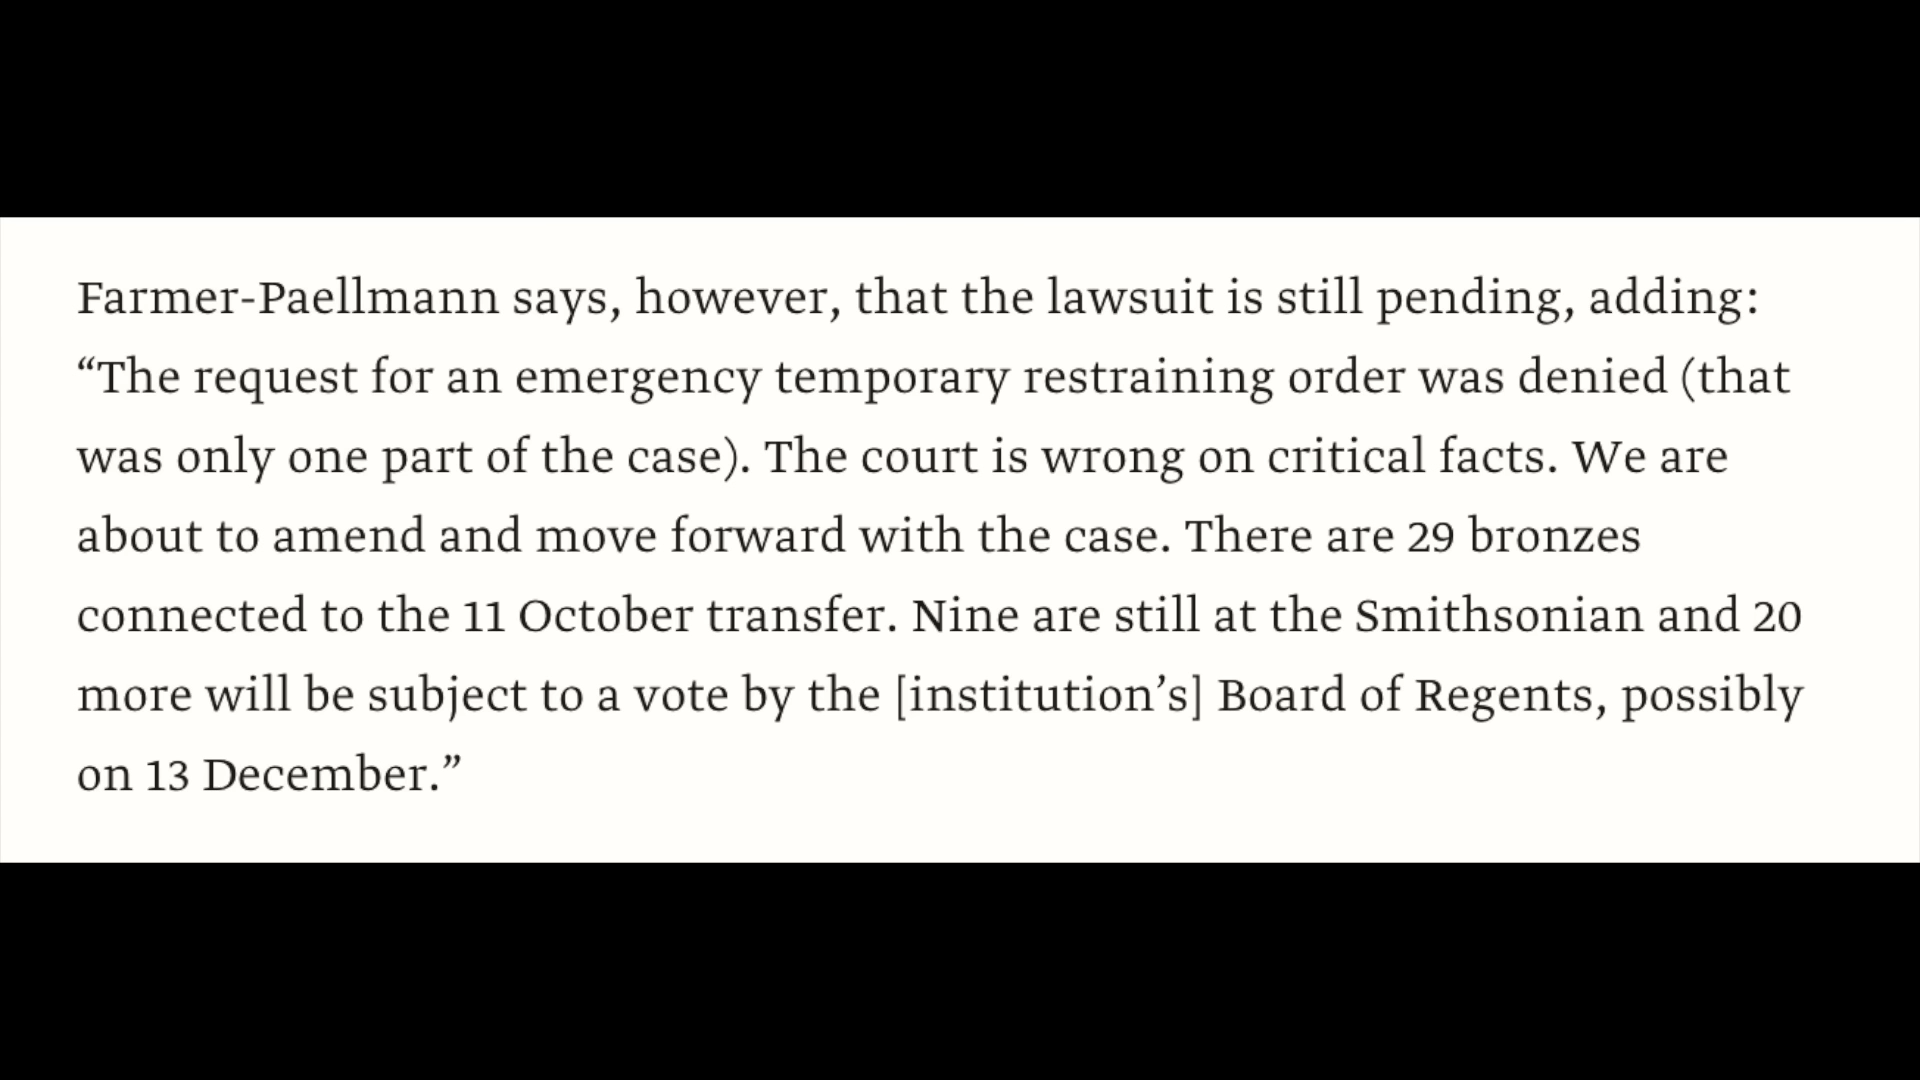 Farmer-Paellmann says, however, that the lawsuit is still pending, adding:
“The request for an emergency temporary restraining order was denied (that
was only one part of the case). The court is wrong on critical facts. We are
about to amend and move forward with the case. There are 29 bronzes
connected to the 11 October transfer. Nine are still at the Smithsonian and 20
more will be subject to a vote by the [institution’s] Board of Regents, possibly
on 13 December.”